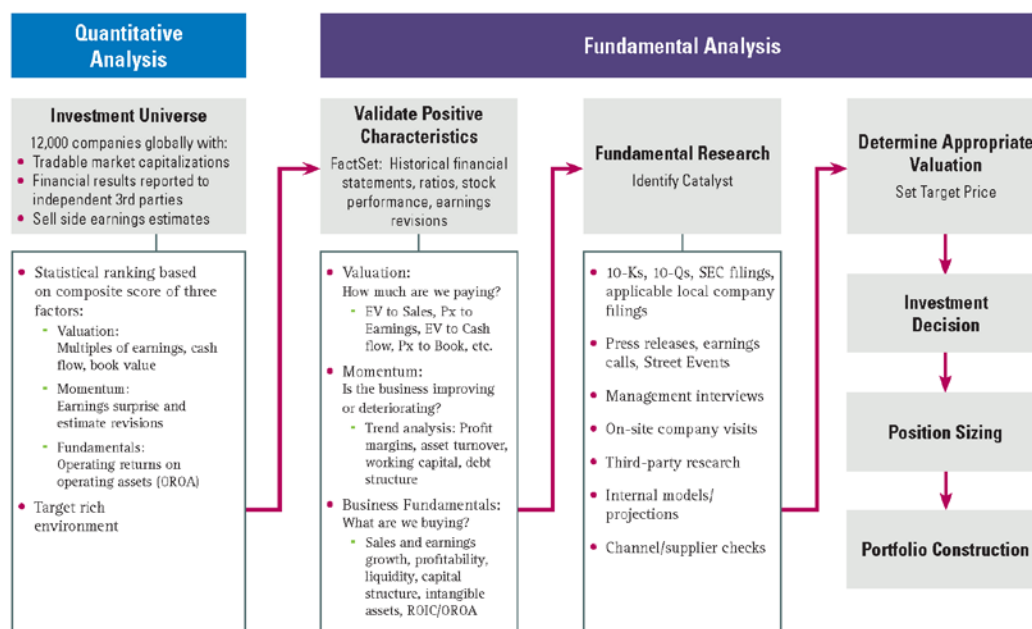 Quantitative
Analysis
Fundamental Analysis
Investment Universe
12,000 companies globally with:
• Tradable market capitalizations
• Financial results reported to
independent 3rd parties
• Sell side earnings estimates
• Statistical ranking based
on composite score of three
factors:
- Valuation:
Multiples of earnings, cash
flow, book value
- Momentum:
Earnings surprise and
estimate revisions
- Fundamentals:
Operating returns on
operating assets (OROA)
• Target rich
environment
Validate Positive
Characteristics
FactSet: Historical financial
statements, ratios, stock
performance, earnings
revisions
• Valuation:
How much are we paying?
- EV to Sales, Px to
Earnings, EV to Cash
flow, Px to Book, etc.
• Momentum:
Is the business improving
or deteriorating?
- Trend analysis: Profit
margins, asset turnover,
working capital, debt
structure
• Business Fundamentals:
What are we buying?
- Sales and earnings
growth, profitability,
liquidity, capital
structure, intangible
assets, ROIC/OROA
Fundamental Research
Identify Catalyst
• 10-Ks, 10-Qs, SEC filings,
applicable local company
filings
• Press releases, earnings
calls, Street Events
• Management interviews
• On-site company visits
• Third-party research
• Internal models/
projections
• Channel/supplier checks
Determine Appropriate
Valuation
Set Target Price
Investment
Decision
Position Sizing
Portfolio Construction